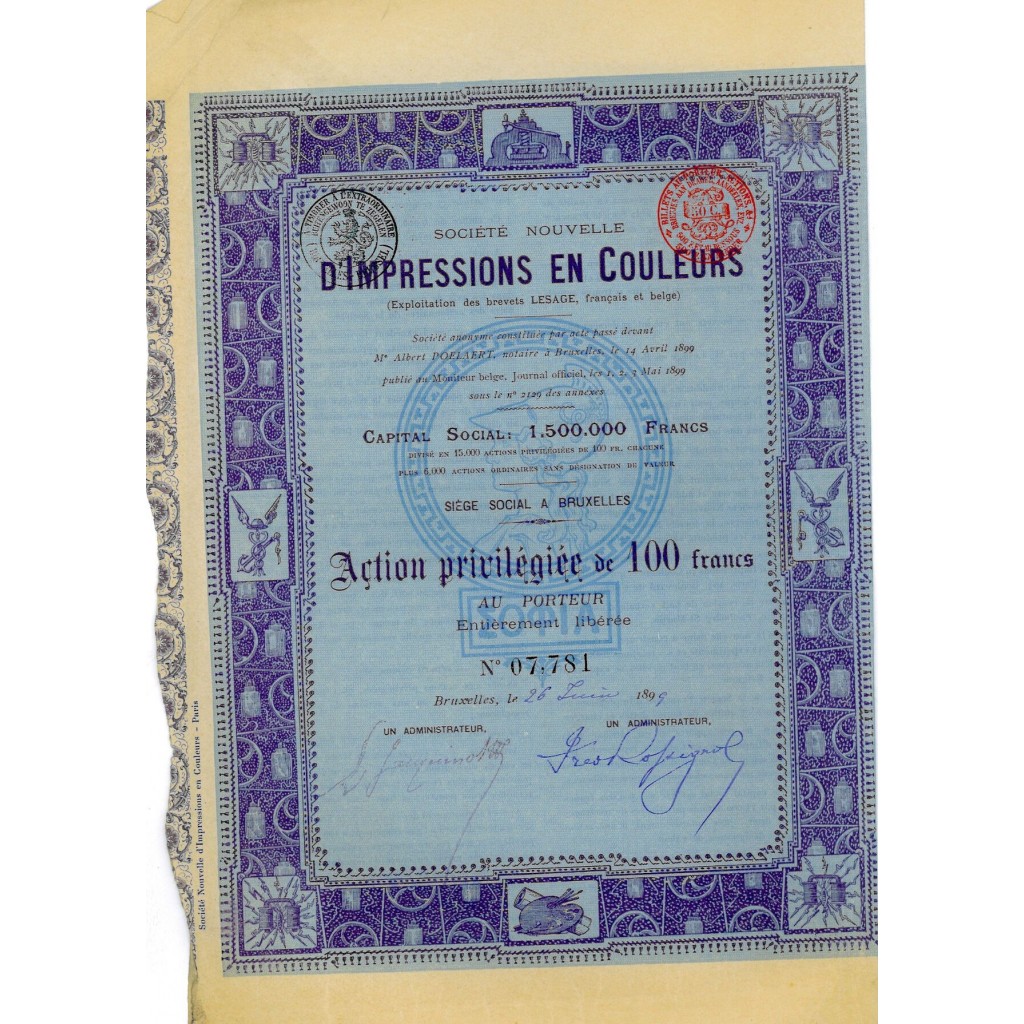 SOCIÉTÉ NOUVELLE
D'IMPRESSIONS EN COULEURS
(Exploitation des brevets LESAGE, français et belge)
Société anonyme constituée par acte passé devant
Me Albert DOELAERT, notaire à Bruxelles, le 14 Avril 1899
publié au Moniteur belge, Journal officiel, les 1, 2, 3 Mai 1899
sous le no 2129 des annexes
CAPITAL SOCIAL: 1.500.000 FRANCS
DIVISÉ EN 15.000 ACTIONS PRIVILÉGIÉES DE 100 FR. CHACUNE
PLUS 6.000 ACTIONS ORDINAIRES SANS DÉSIGNATION DE VALEUR
SIÈGE SOCIAL A BRUXELLES
Action privilégiée de 100 francs
AU PORTEUR
Entièrement libérée
ΣΟΦΙΑ
No 07,781
Bruxelles, le 26 Juin 1899
UN ADMINISTRATEUR,
UN ADMINISTRATEUR,
Fred Rossignol
Société Nouvelle d'Impressions en Couleurs - Paris